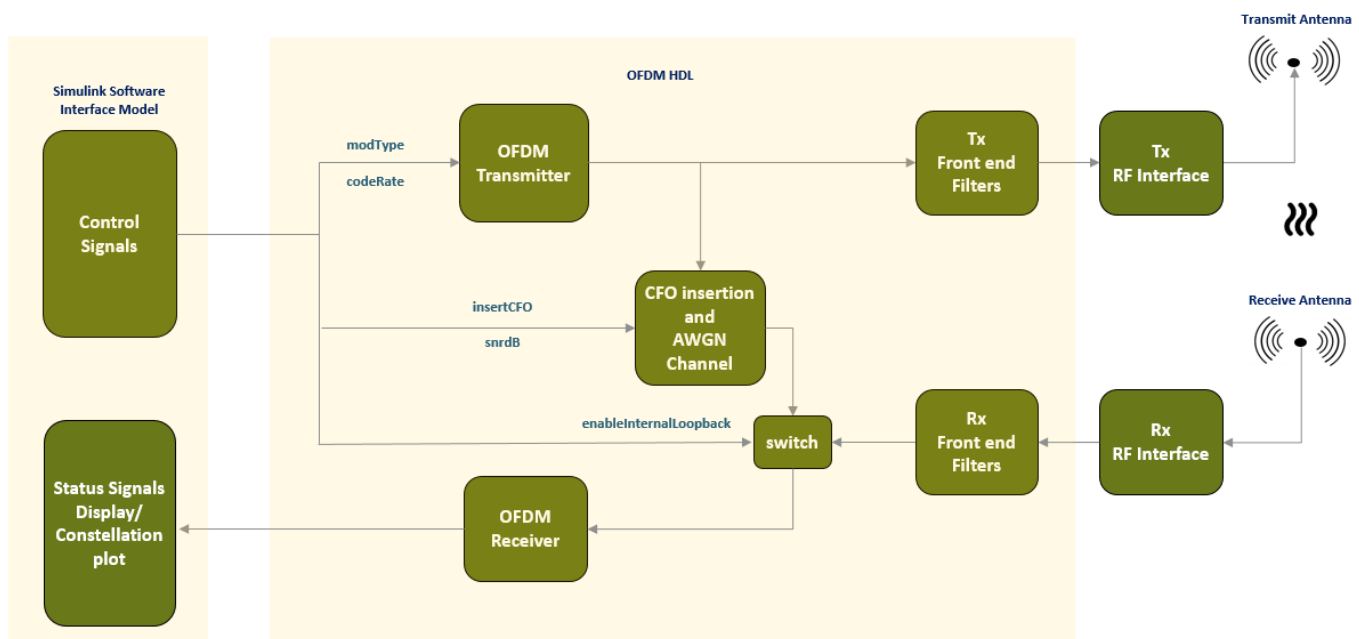 Transmit Antenna
OFDM HDL
Simulink Software
Interface Model
Control
Signals
modType
codeRate
OFDM
Transmitter
Tx
Front end
Filters
Tx
RF Interface
insertCFO
snrdB
CFO insertion
and
AWGN
Channel
Receive Antenna
enableInternalLoopback
switch
Rx
Front end
Filters
Rx
RF Interface
Status Signals
Display/
Constellation
plot
OFDM
Receiver